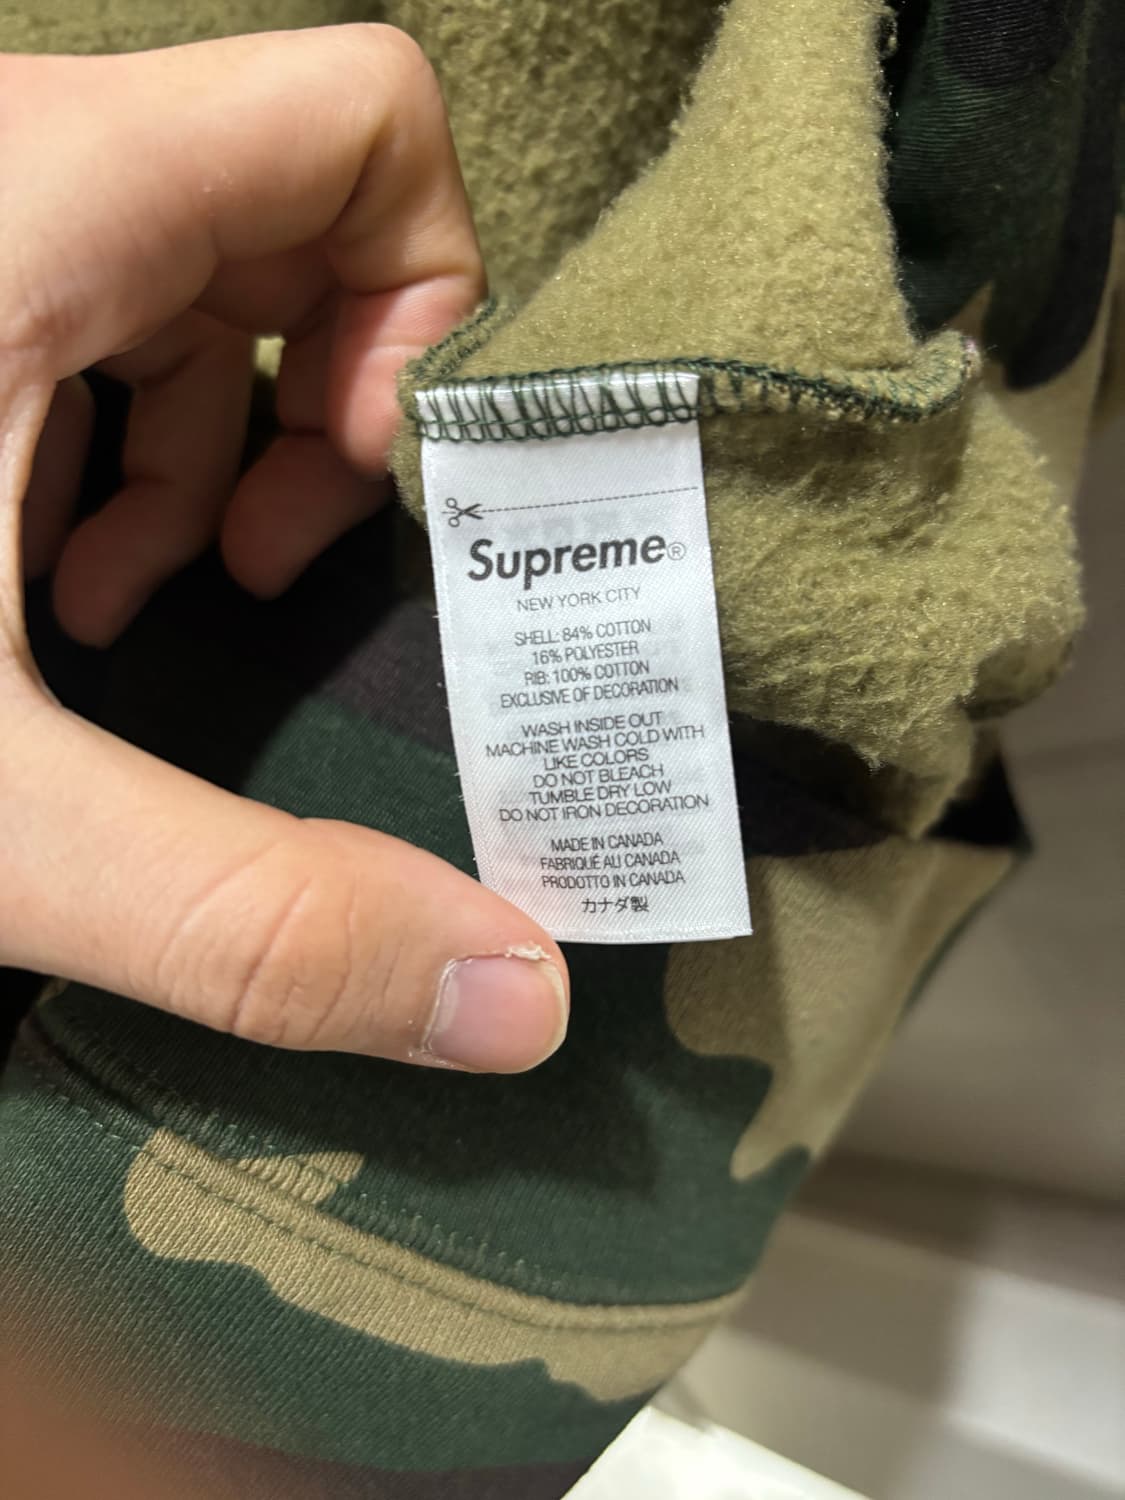 Supreme®
NEW YORK CITY
SHELL: 84% COTTON
16% POLYESTER
RIB: 100% COTTON
EXCLUSIVE OF DECORATION
WASH INSIDE OUT
MACHINE WASH COLD WITH
LIKE COLORS
DO NOT BLEACH
TUMBLE DRY LOW
DO NOT IRON DECORATION
MADE IN CANADA
FABRIQUÉ AU CANADA
PRODOTTO IN CANADA
カナダ製